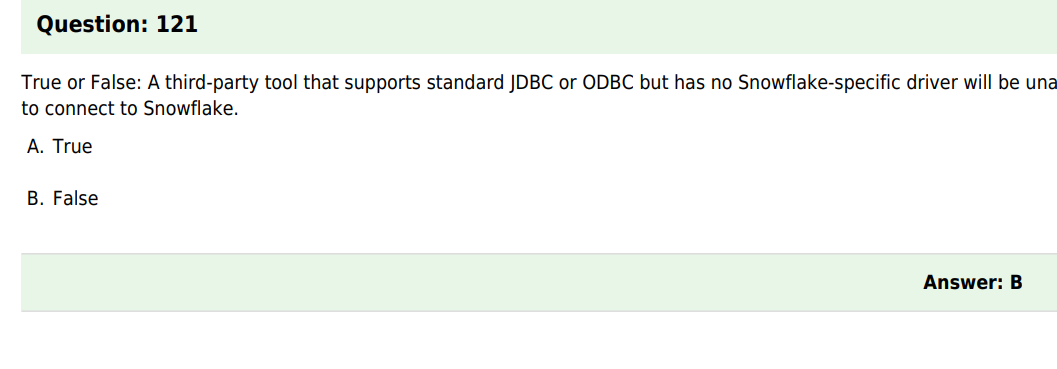 Question: 121
True or False: A third-party tool that supports standard JDBC or ODBC but has no Snowflake-specific driver will be una
to connect to Snowflake.
A. True
B. False
Answer: B